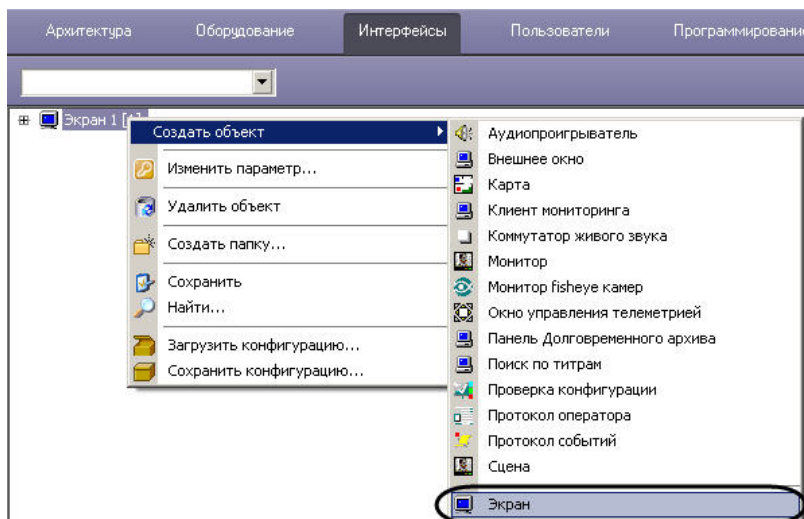 Архитектура Оборудование Интерфейсы Пользователи Программировани
Экран 1 [1]
Создать объект
Изменить параметр...
Удалить объект
Создать папку...
Сохранить
Найти...
Загрузить конфигурацию...
Сохранить конфигурацию...
Аудиопроигрыватель
Внешнее окно
Карта
Клиент мониторинга
Коммутатор живого звука
Монитор
Монитор fisheye камер
Окно управления телеметрией
Панель Долговременного архива
Поиск по титрам
Проверка конфигурации
Протокол оператора
Протокол событий
Сцена
Экран